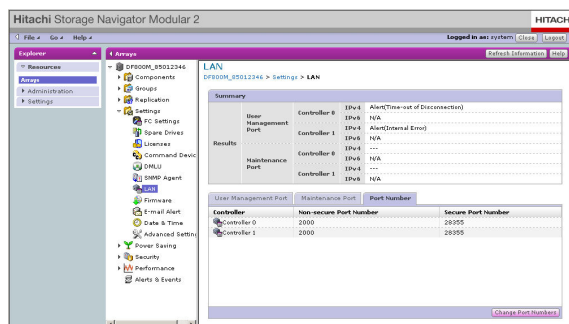 Hitachi Storage Navigator Modular 2
HITACHI
File Go Help
Logged in as: system Close Logout
Explorer
Arrays
Refresh Information Help
Resources
Arrays
Administration
Settings
DF800M_85012346
Components
Groups
Replication
Settings
FC Settings
Spare Drives
Licenses
Command Devic
DMLU
SNMP Agent
LAN
Firmware
E-mail Alert
Date & Time
Advanced Setting
Power Saving
Security
Performance
Alerts & Events
LAN
DF800M_85012346 > Settings > LAN
Summary
Results
User Management Port
Controller 0
IPv4 Alert(Time-out of Disconnection)
IPv6 N/A
Controller 1
IPv4 Alert(Internal Error)
IPv6 N/A
Maintenance Port
Controller 0
IPv4 ---
IPv6 N/A
Controller 1
IPv4 ---
IPv6 N/A
User Management Port Maintenance Port Port Number
Controller Non-secure Port Number Secure Port Number
Controller 0 2000 28355
Controller 1 2000 28355
Change Port Numbers